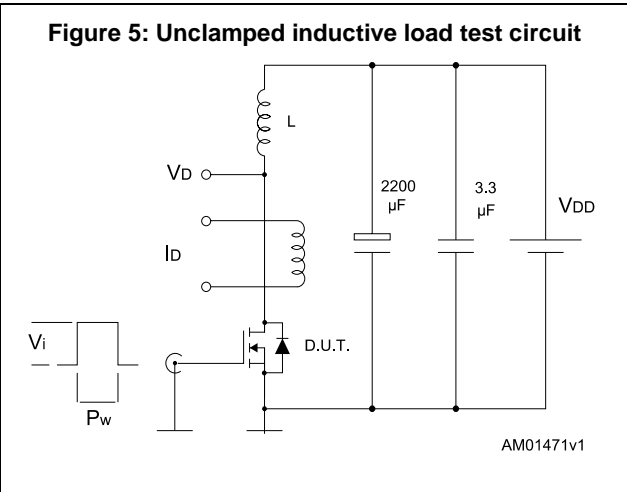 Figure 5: Unclamped inductive load test circuit
L
VD
2200
µF
3.3
µF
VDD
ID
Vi
D.U.T.
Pw
AM01471v1